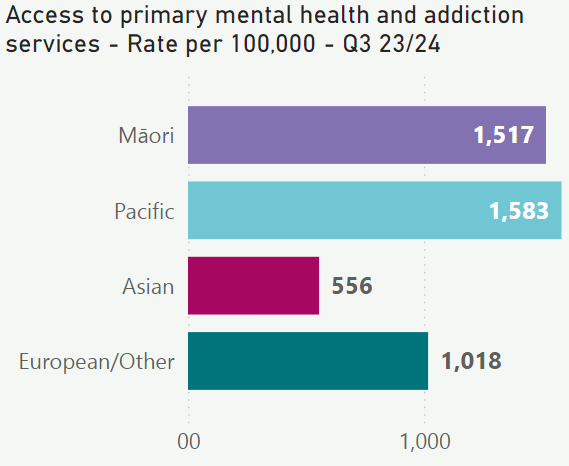 Access to primary mental health and addiction
services - Rate per 100,000 - Q3 23/24
Māori 1,517
Pacific 1,583
Asian 556
European/Other 1,018
00 1,000